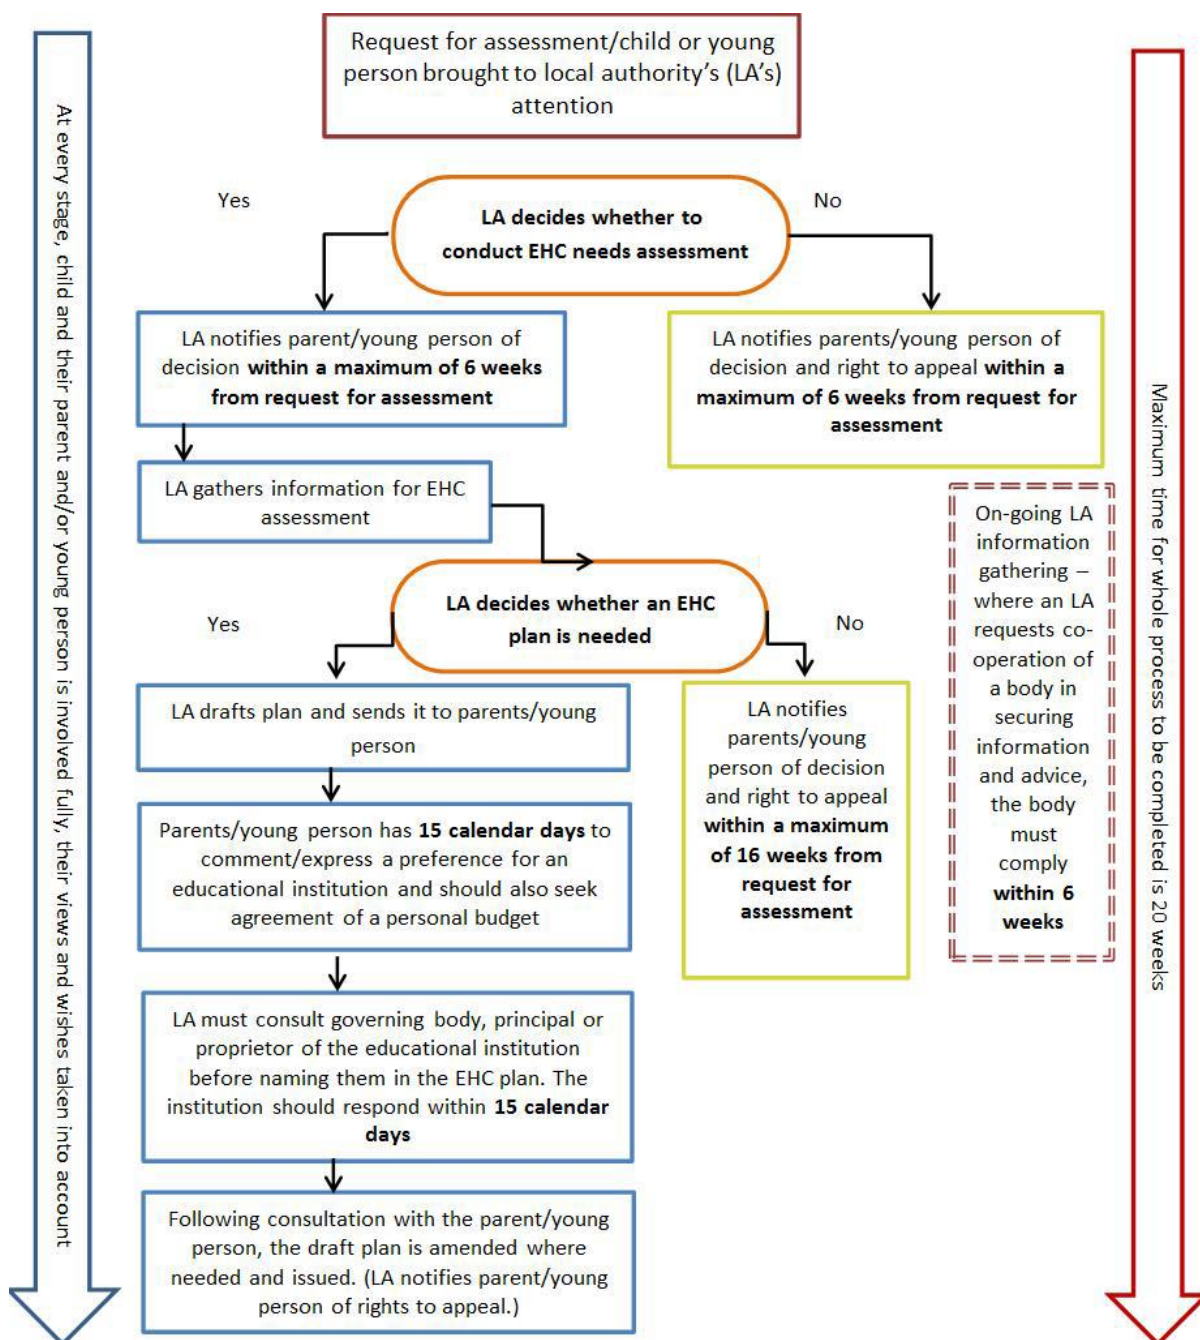 Request for assessment/child or young
person brought to local authority's (LA's)
attention
At every stage, child and their parent and/or young person is involved fully, their views and wishes taken into account
Maximum time for whole process to be completed is 20 weeks
Yes
LA decides whether to
conduct EHC needs assessment
No
LA notifies parent/young person of
decision within a maximum of 6 weeks
from request for assessment
LA notifies parents/young person of
decision and right to appeal within a
maximum of 6 weeks from request for
assessment
LA gathers information for EHC
assessment
On-going LA
information
gathering –
where an LA
requests co-
operation of
a body in
securing
information
and advice,
the body
must
comply
within 6
weeks
Yes
LA decides whether an EHC
plan is needed
No
LA drafts plan and sends it to parents/young
person
LA notifies
parents/young
person of decision
and right to appeal
within a maximum
of 16 weeks from
request for
assessment
Parents/young person has 15 calendar days to
comment/express a preference for an
educational institution and should also seek
agreement of a personal budget
LA must consult governing body, principal or
proprietor of the educational institution
before naming them in the EHC plan. The
institution should respond within 15 calendar
days
Following consultation with the parent/young
person, the draft plan is amended where
needed and issued. (LA notifies parent/young
person of rights to appeal.)